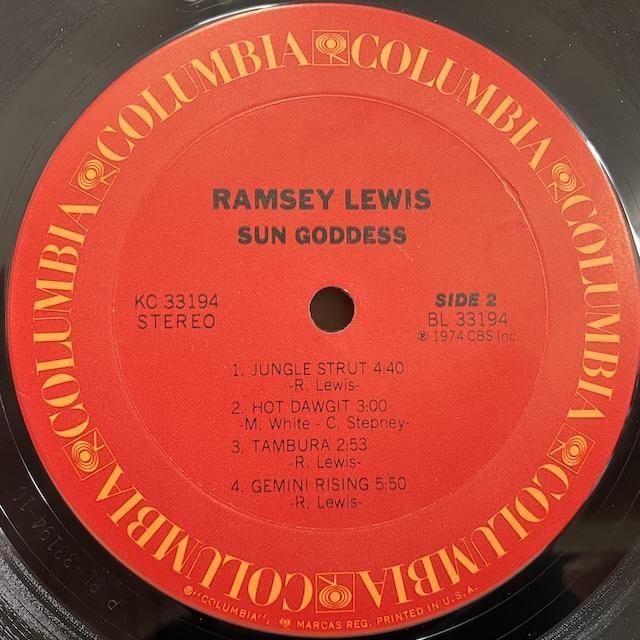 COLUMBIA COLUMBIA COLUMBIA COLUMBIA COLUMBIA COLUMBIA
RAMSEY LEWIS
SUN GODDESS
KC 33194
STEREO
SIDE 2
BL 33194
℗ 1974 CBS Inc.
1. JUNGLE STRUT 4:40
-R. Lewis-
2. HOT DAWGIT 3:00
-M. White - C. Stepney-
3. TAMBURA 2:53
-R. Lewis-
4. GEMINI RISING 5:50
-R. Lewis-
®"COLUMBIA", MARCAS REG. PRINTED IN U.S.A.